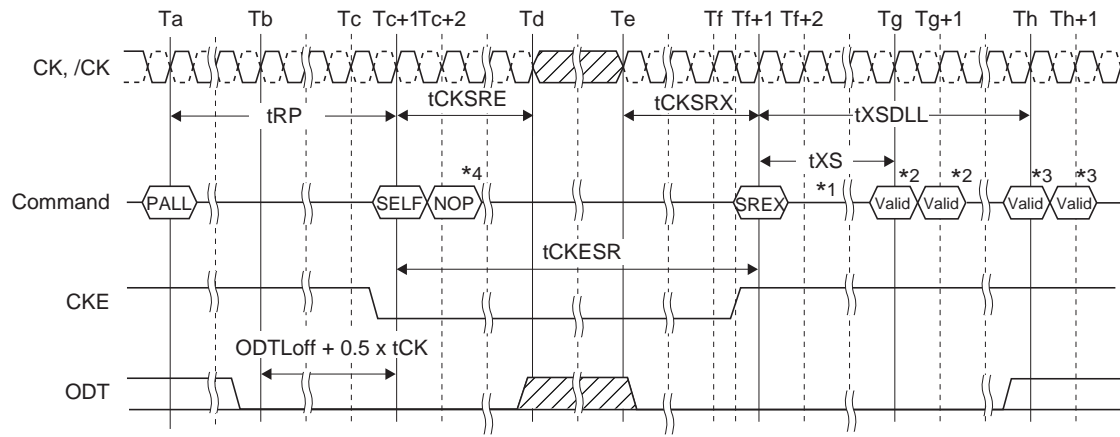 Ta Tb Tc Tc+1 Tc+2 Td Te Tf Tf+1 Tf+2 Tg Tg+1 Th Th+1
CK, /CK
tCKSRE tCKSRX
tRP tXSDLL
tXS
*4 *1 *2 *2 *3 *3
Command PALL SELF NOP SREX Valid Valid Valid Valid
tCKESR
CKE
ODTLoff + 0.5 x tCK
ODT